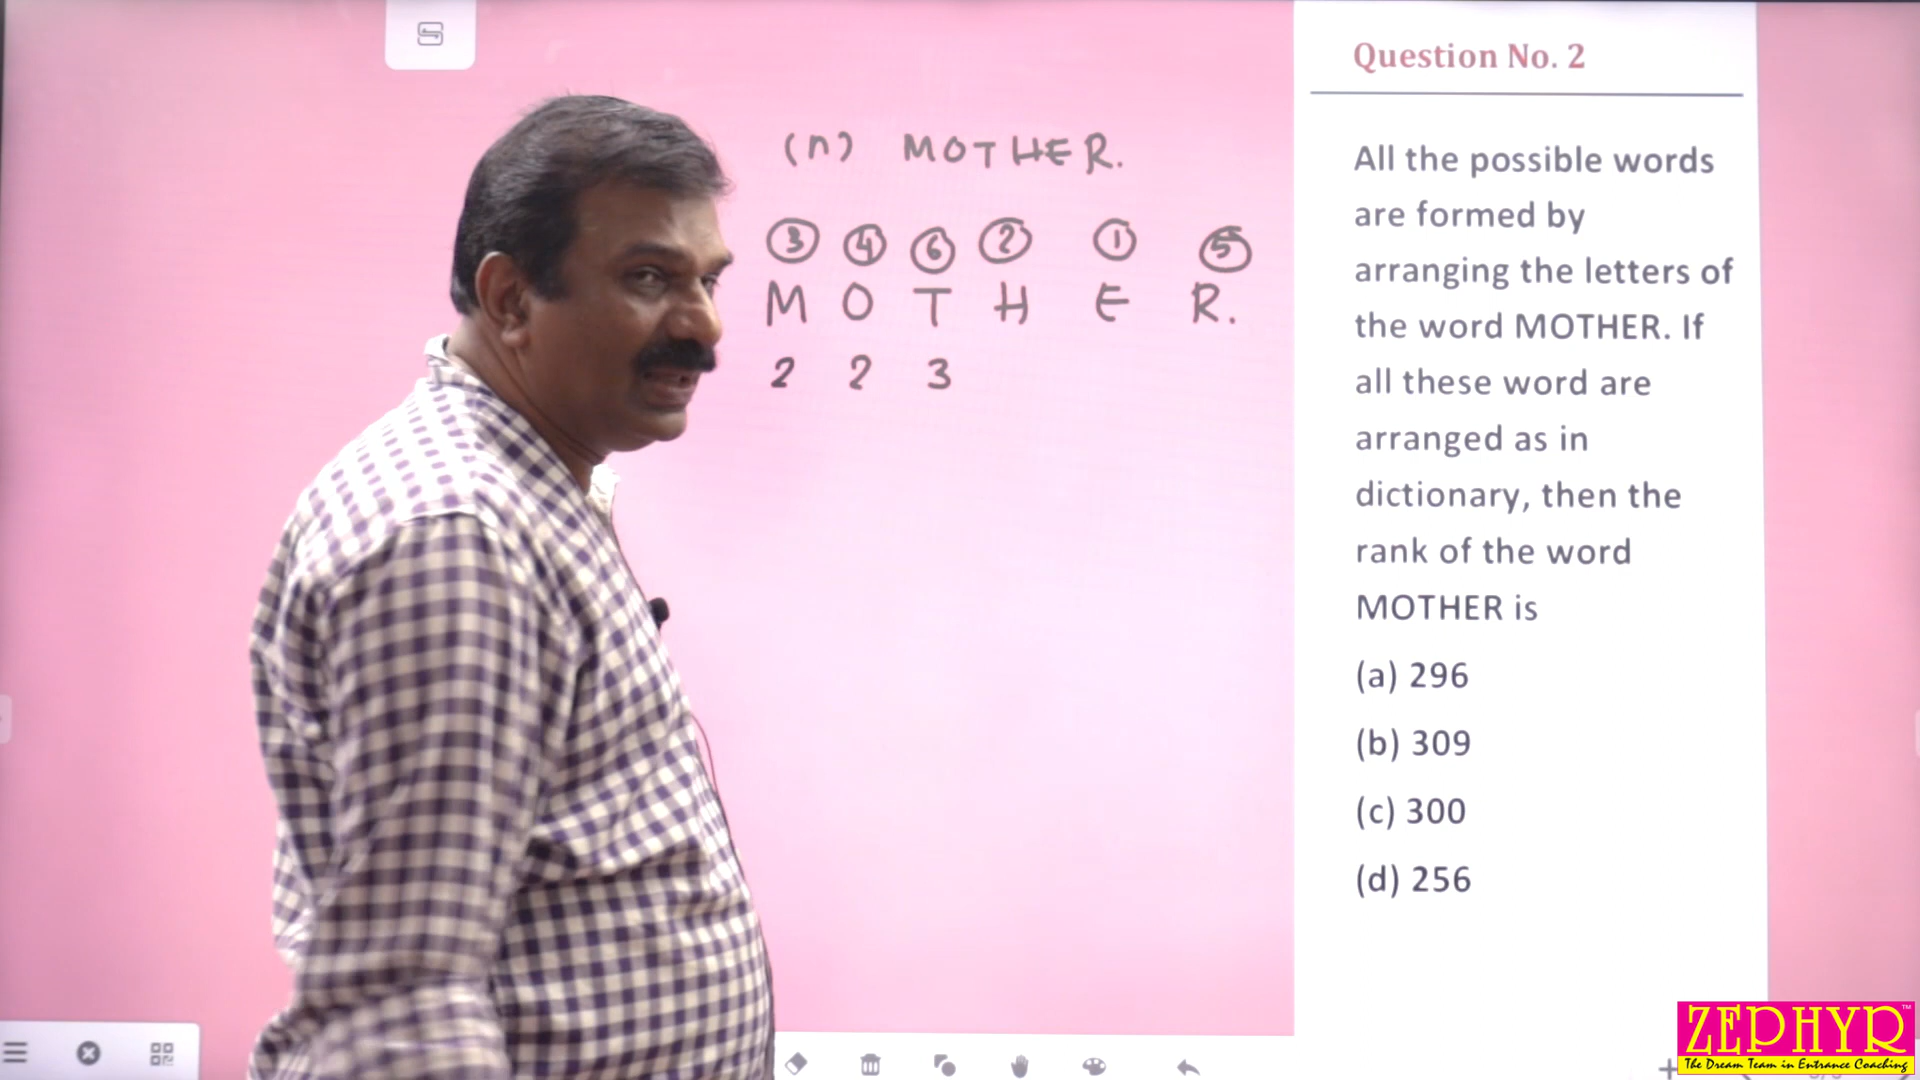 (n) MOTHER.
3 4 6 2 1 5
M O T H E R.
2 2 3
Question No. 2
All the possible words
are formed by
arranging the letters of
the word MOTHER. If
all these word are
arranged as in
dictionary, then the
rank of the word
MOTHER is
(a) 296
(b) 309
(c) 300
(d) 256
ZEPHYR™
The Dream Team in Entrance Coaching